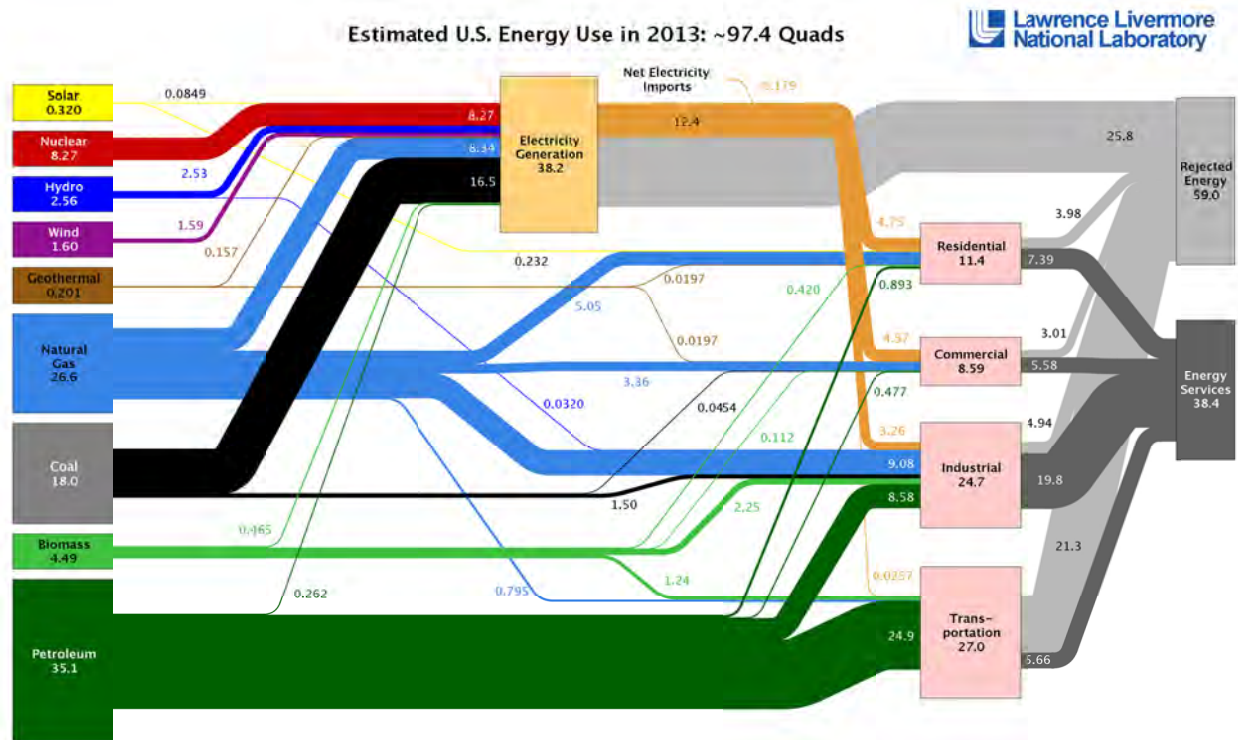 Estimated U.S. Energy Use in 2013: ~97.4 Quads
Lawrence Livermore
National Laboratory
Net Electricity
Imports
0.179
Solar
0.320
0.0849
Nuclear
8.27
8.27
Hydro
2.56
2.53
Wind
1.60
1.59
Geothermal
0.201
0.157
Natural
Gas
26.6
8.34
Coal
18.0
16.5
Biomass
4.49
0.465
Petroleum
35.1
0.262
Electricity
Generation
38.2
12.4
25.8
0.232
0.0197
5.05
0.0197
3.36
0.0320
0.0454
0.420
0.893
0.477
0.112
1.50
2.25
1.24
0.795
4.75
4.57
3.26
9.08
8.58
0.0257
24.9
Residential
11.4
3.98
7.39
Commercial
8.59
3.01
5.58
Industrial
24.7
4.94
19.8
Trans-
portation
27.0
21.3
5.66
Rejected
Energy
59.0
Energy
Services
38.4